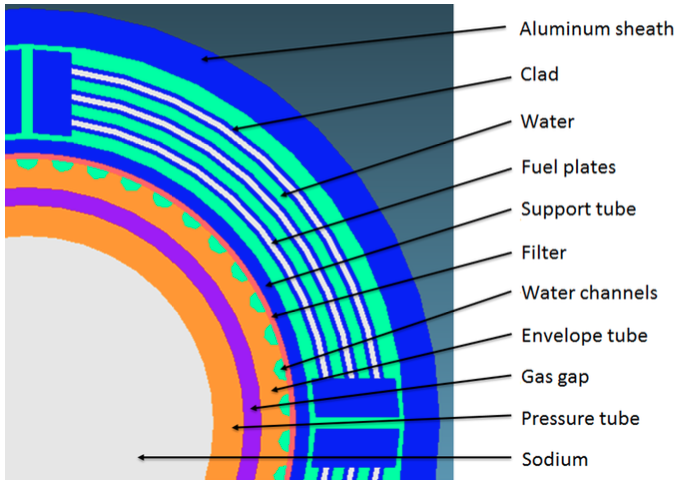 Aluminum sheath
Clad
Water
Fuel plates
Support tube
Filter
Water channels
Envelope tube
Gas gap
Pressure tube
Sodium